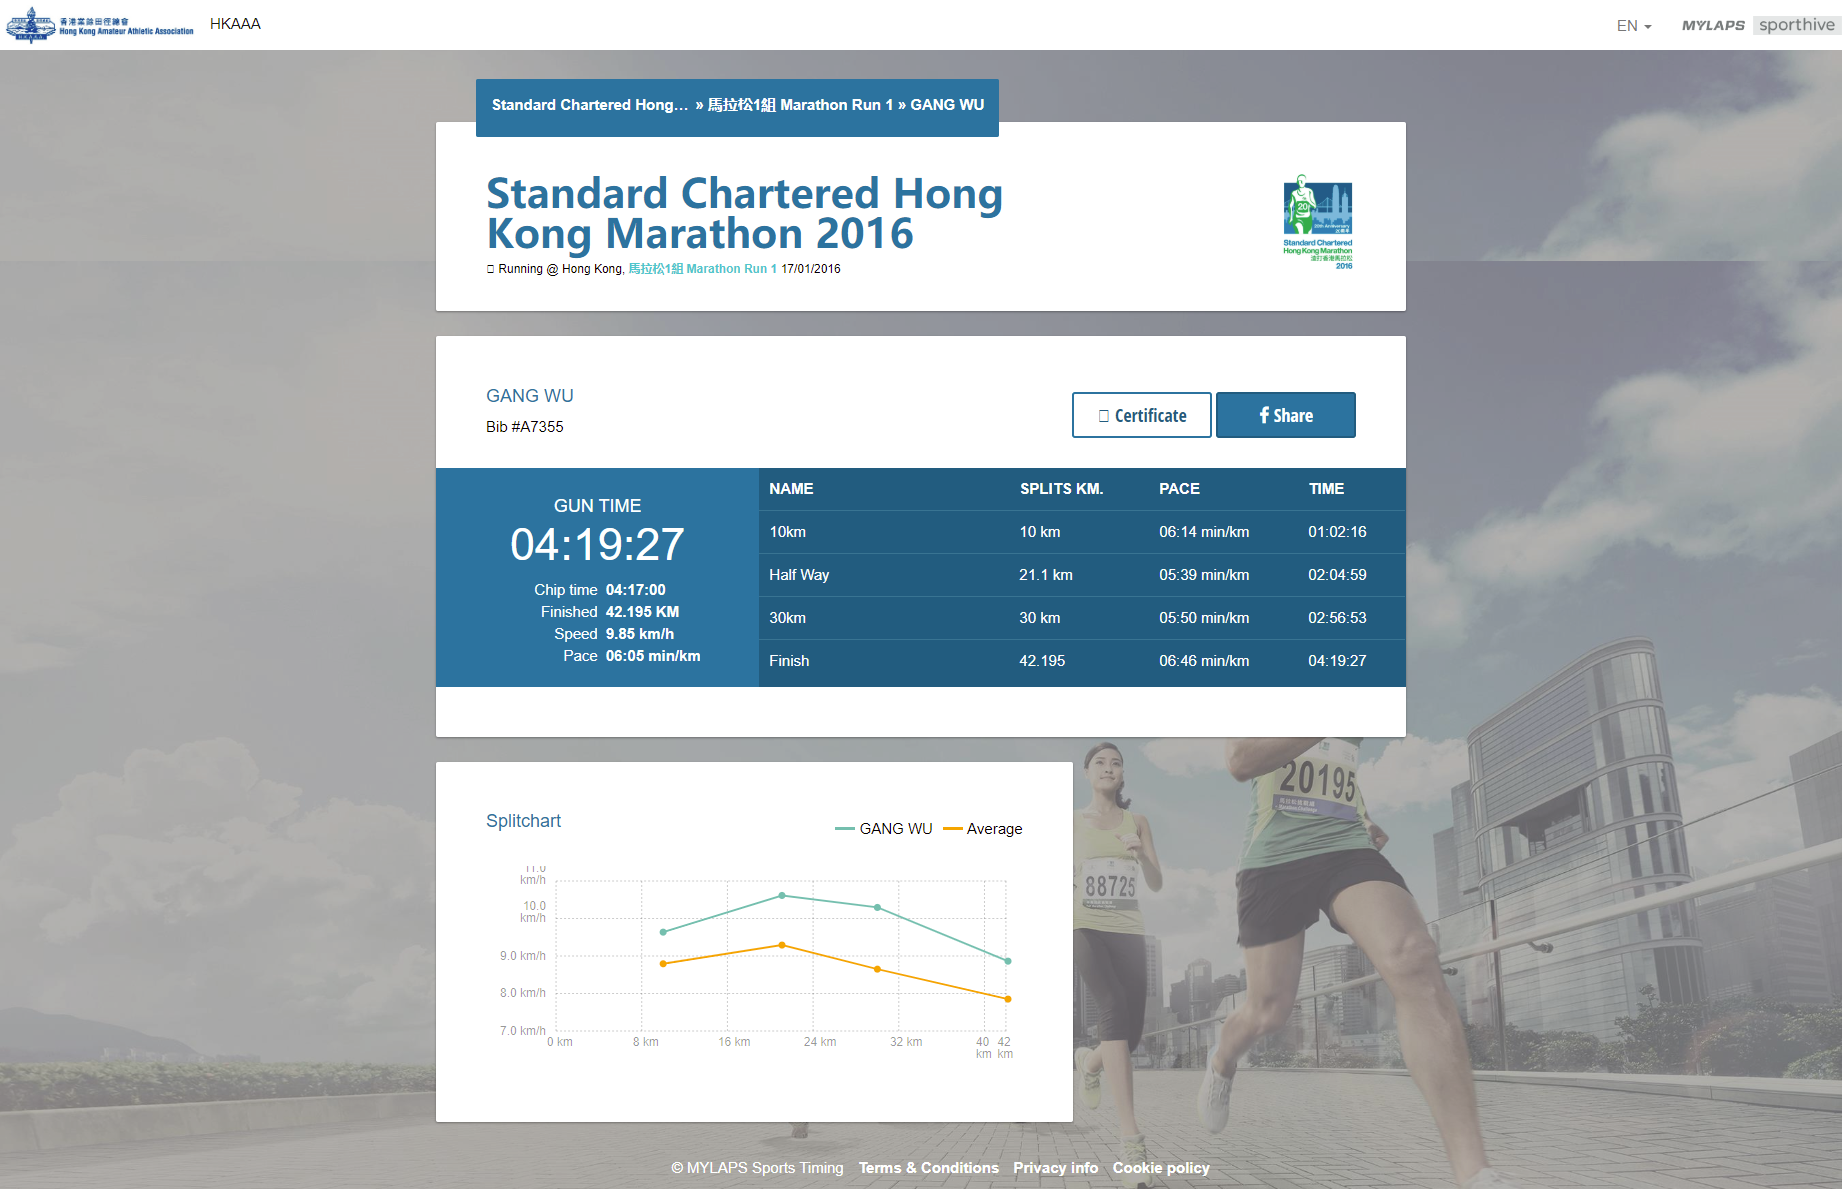 香港業餘田徑總會
Hong Kong Amateur Athletic Association
HKAAA
EN
MYLAPS sporthive
Standard Chartered Hong... » 馬拉松1組 Marathon Run 1 » GANG WU
Standard Chartered Hong
Kong Marathon 2016
Running @ Hong Kong, 馬拉松1組 Marathon Run 1 17/01/2016
20
20th Anniversary
Standard Chartered
Hong Kong Marathon
渣打香港馬拉松
2016
GANG WU
Bib #A7355
Certificate
Share
GUN TIME
04:19:27
Chip time 04:17:00
Finished 42.195 KM
Speed 9.85 km/h
Pace 06:05 min/km
NAME SPLITS KM. PACE TIME
10km 10 km 06:14 min/km 01:02:16
Half Way 21.1 km 05:39 min/km 02:04:59
30km 30 km 05:50 min/km 02:56:53
Finish 42.195 06:46 min/km 04:19:27
20195
88725
Splitchart
GANG WU Average
11.0
km/h
10.0
km/h
9.0 km/h
8.0 km/h
7.0 km/h
0 km 8 km 16 km 24 km 32 km 40 km 42 km
© MYLAPS Sports Timing Terms & Conditions Privacy info Cookie policy